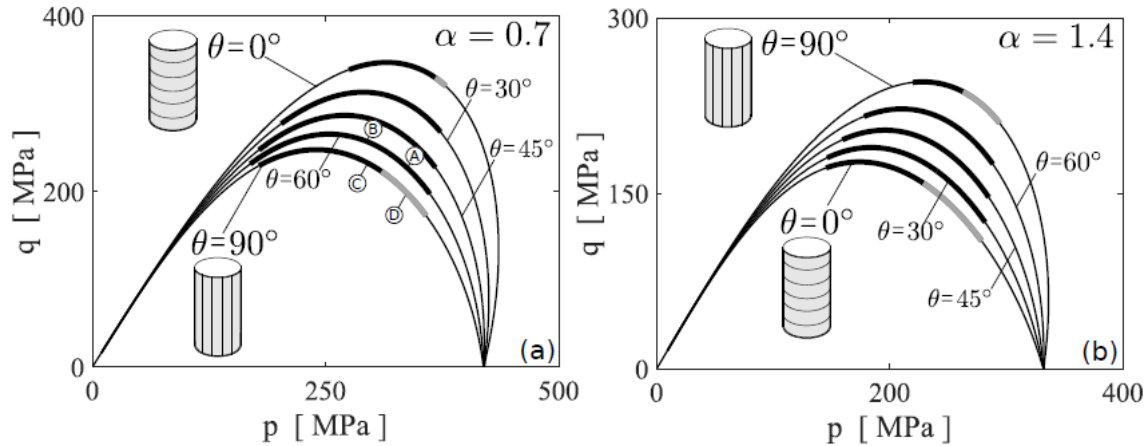 400
θ=0°
α = 0.7
θ=30°
θ=45°
B
A
200
θ=60°
C
D
θ=90°
q [ MPa]
0
(a)
0
250
500
p [ MPa]
300
θ=90°
α = 1.4
θ=60°
150
θ=0°
θ=30°
θ=45°
q [ MPa]
0
(b)
0
200
400
p [ MPa]